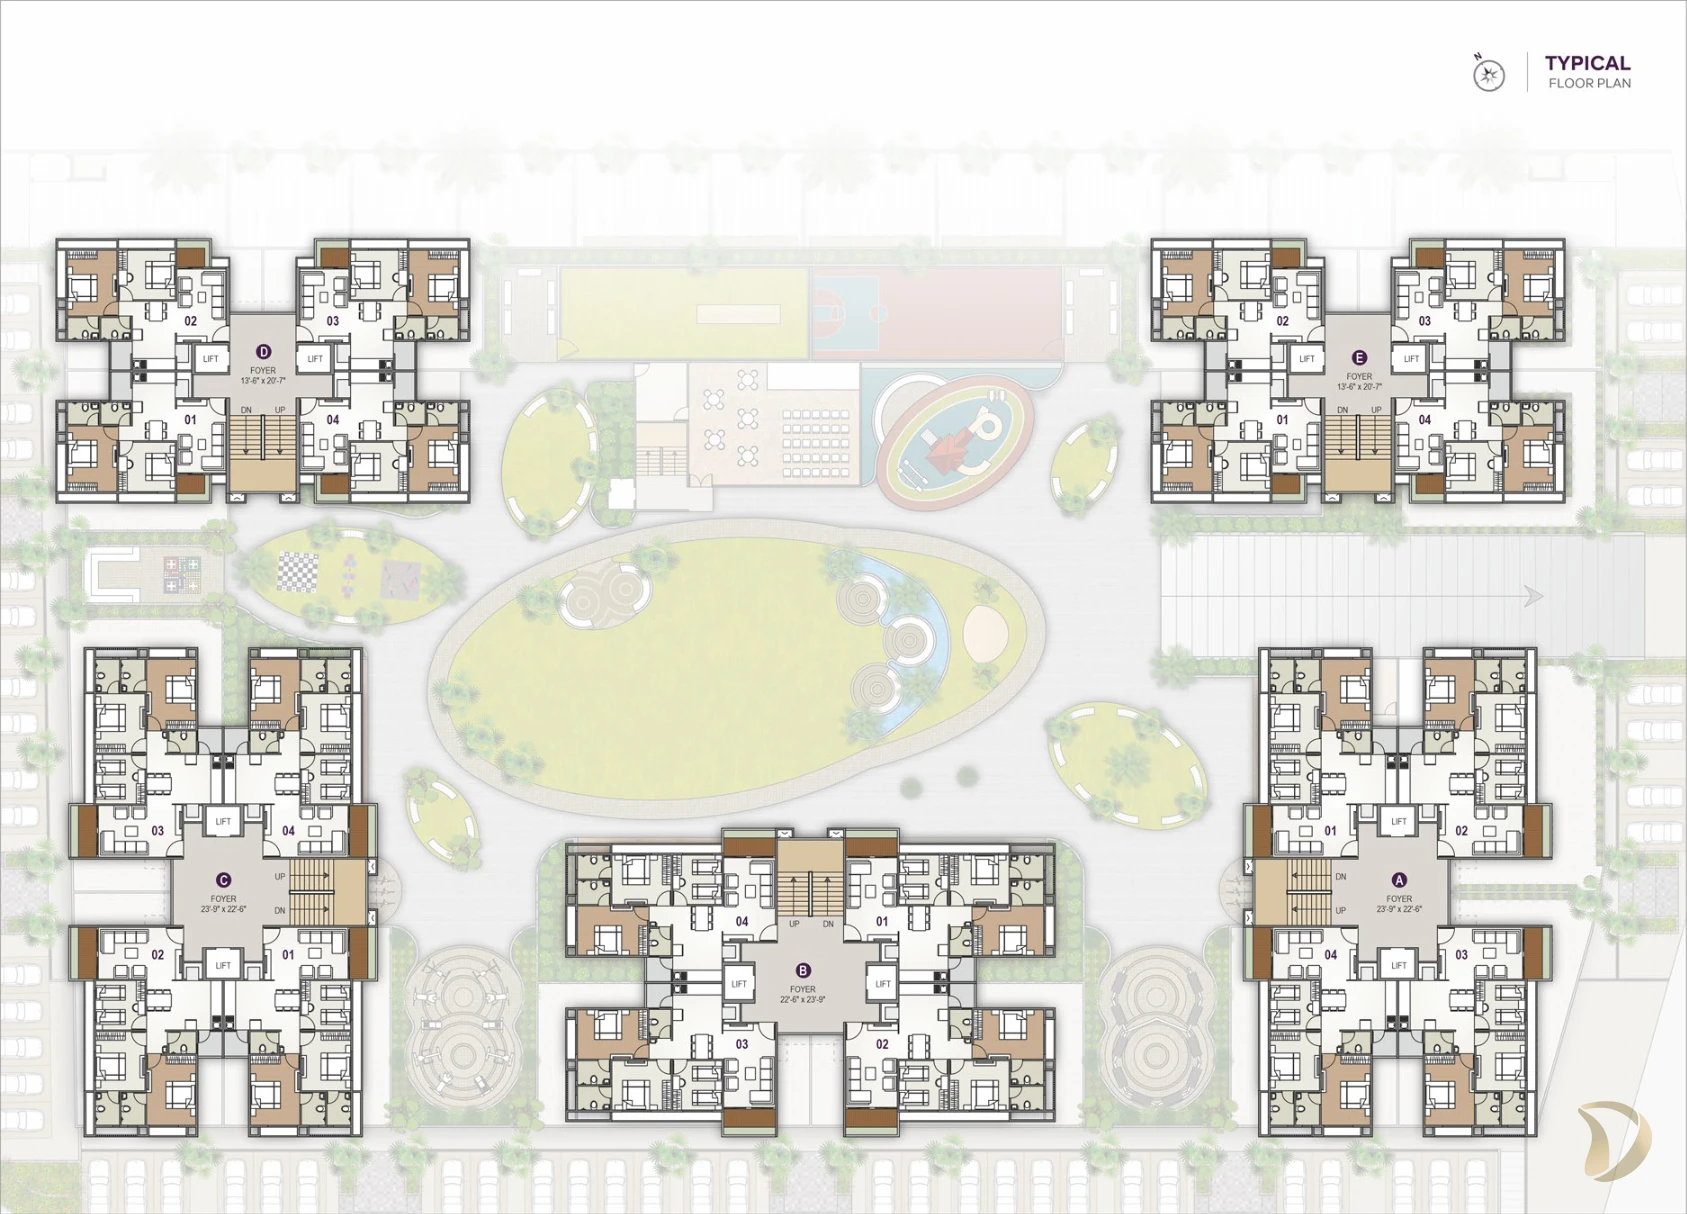 N
TYPICAL
FLOOR PLAN
02
03
LIFT
D
LIFT
FOYER
13'-6" x 20'-7"
DN
UP
01
04
02
03
LIFT
E
LIFT
FOYER
13'-6" x 20'-7"
DN
UP
01
04
03
LIFT
04
C
UP
FOYER
23'-9" x 22'-6"
DN
02
LIFT
01
04
01
UP
DN
B
LIFT
FOYER
LIFT
22'-6" x 23'-9"
03
02
01
LIFT
02
DN
A
FOYER
UP
23'-9" x 22'-6"
04
LIFT
03